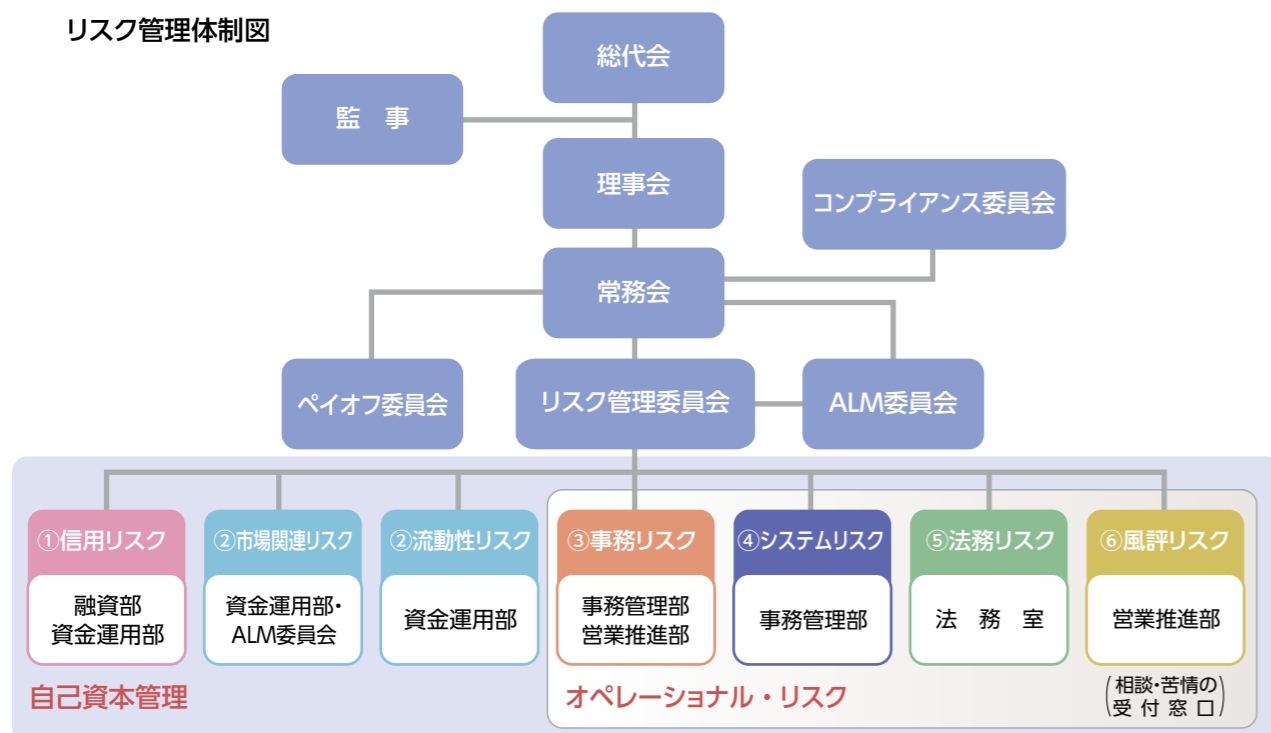 リスク管理体制図
総代会
監　事
理事会
コンプライアンス委員会
常務会
ペイオフ委員会
リスク管理委員会
ALM委員会
①信用リスク
融資部
資金運用部
②市場関連リスク
資金運用部・
ALM委員会
②流動性リスク
資金運用部
③事務リスク
事務管理部
営業推進部
④システムリスク
事務管理部
⑤法務リスク
法　務　室
⑥風評リスク
営業推進部
自己資本管理
オペレーショナル・リスク
(相談・苦情の
受付窓口)